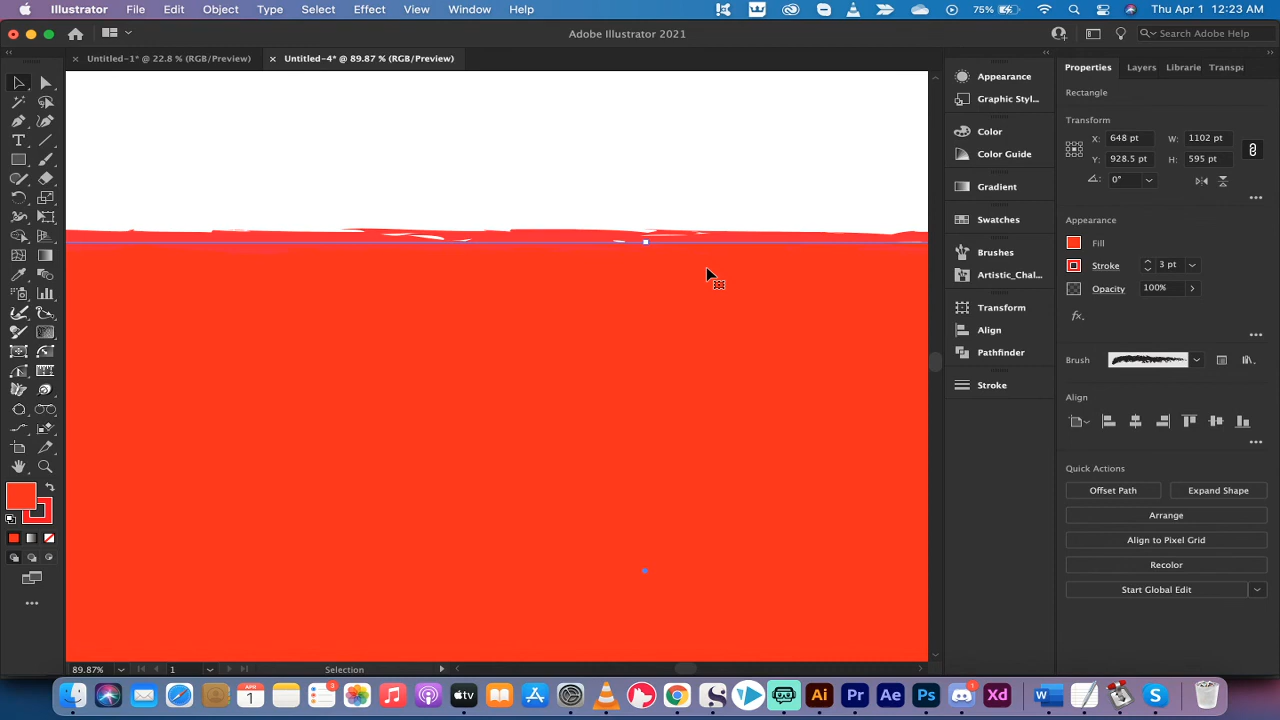 Illustrator File Edit Object Type Select Effect View Window Help 75% Thu Apr 1 12:23 AM
Adobe Illustrator 2021
Search Adobe Help
× Untitled-1* @ 22.8 % (RGB/Preview) × Untitled-4* @ 89.87 % (RGB/Preview)
Properties Layers Librarie Transpa
Appearance
Graphic Styl...
Color
Color Guide
Gradient
Swatches
Brushes
Artistic_Chal...
Transform
Align
Pathfinder
Stroke
Rectangle
Transform
X: 648 pt W: 1102 pt
Y: 928.5 pt H: 595 pt
0°
Appearance
Fill
Stroke 3 pt
Opacity 100%
fx.
Brush
Align
Quick Actions
Offset Path Expand Shape
Arrange
Align to Pixel Grid
Recolor
Start Global Edit
89.87% 1 Selection
APR
1
3
tv
Ai Pr Ae Ps 1 Xd W S